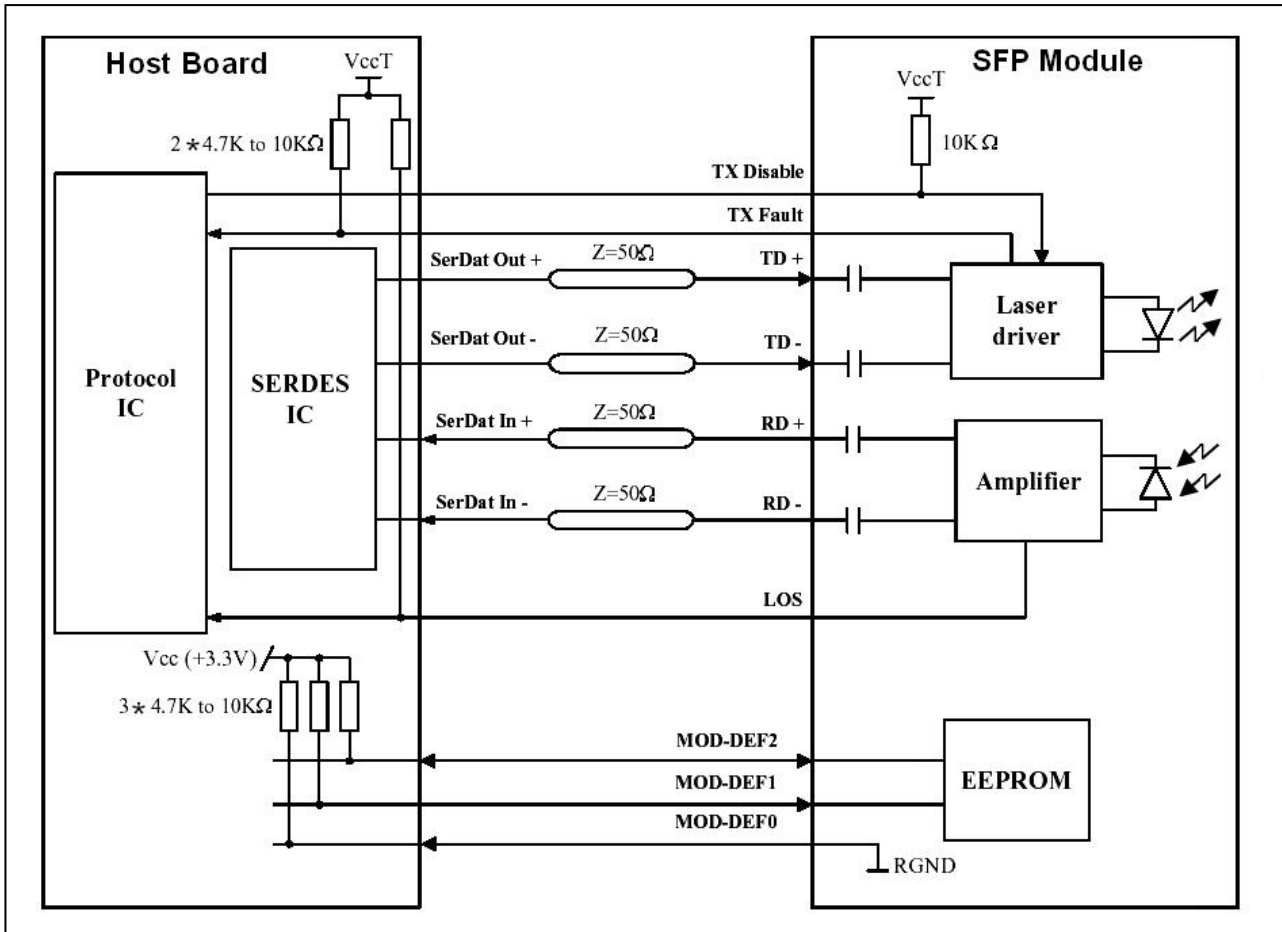 Host Board
SFP Module
VccT
VccT
2*4.7K to 10KΩ
10KΩ
TX Disable
TX Fault
SerDat Out +
Z=50Ω
TD +
Laser driver
SerDat Out -
Z=50Ω
TD -
Protocol IC
SERDES IC
SerDat In +
Z=50Ω
RD +
Amplifier
SerDat In -
Z=50Ω
RD -
LOS
Vcc (+3.3V)
3*4.7K to 10KΩ
MOD-DEF2
MOD-DEF1
EEPROM
MOD-DEF0
RGND